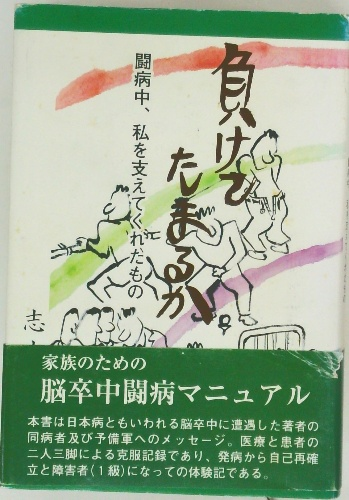 負けて
たまるか
闘病中、私を支えてくれたもの
志
家族のための
脳卒中闘病マニュアル
本書は日本病ともいわれる脳卒中に遭遇した著者の
同病者及び予備軍へのメッセージ。医療と患者の
二人三脚による克服記録であり、発病から自己再確
立と障害者(1級)になっての体験記である。